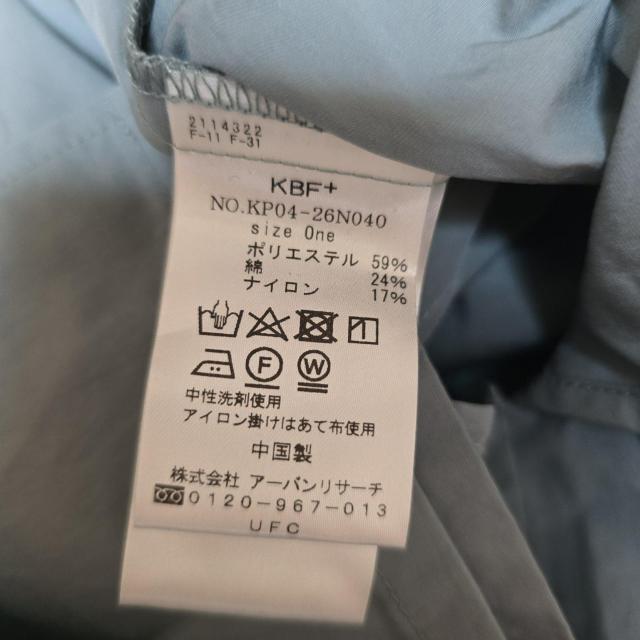 2114322
F-11 F-31
KBF+
NO.KP04-26N040
size One
ポリエステル 59%
綿 24%
ナイロン 17%
F W
中性洗剤使用
アイロン掛けはあて布使用
中国製
株式会社 アーバンリサーチ
0120-967-013
UFC